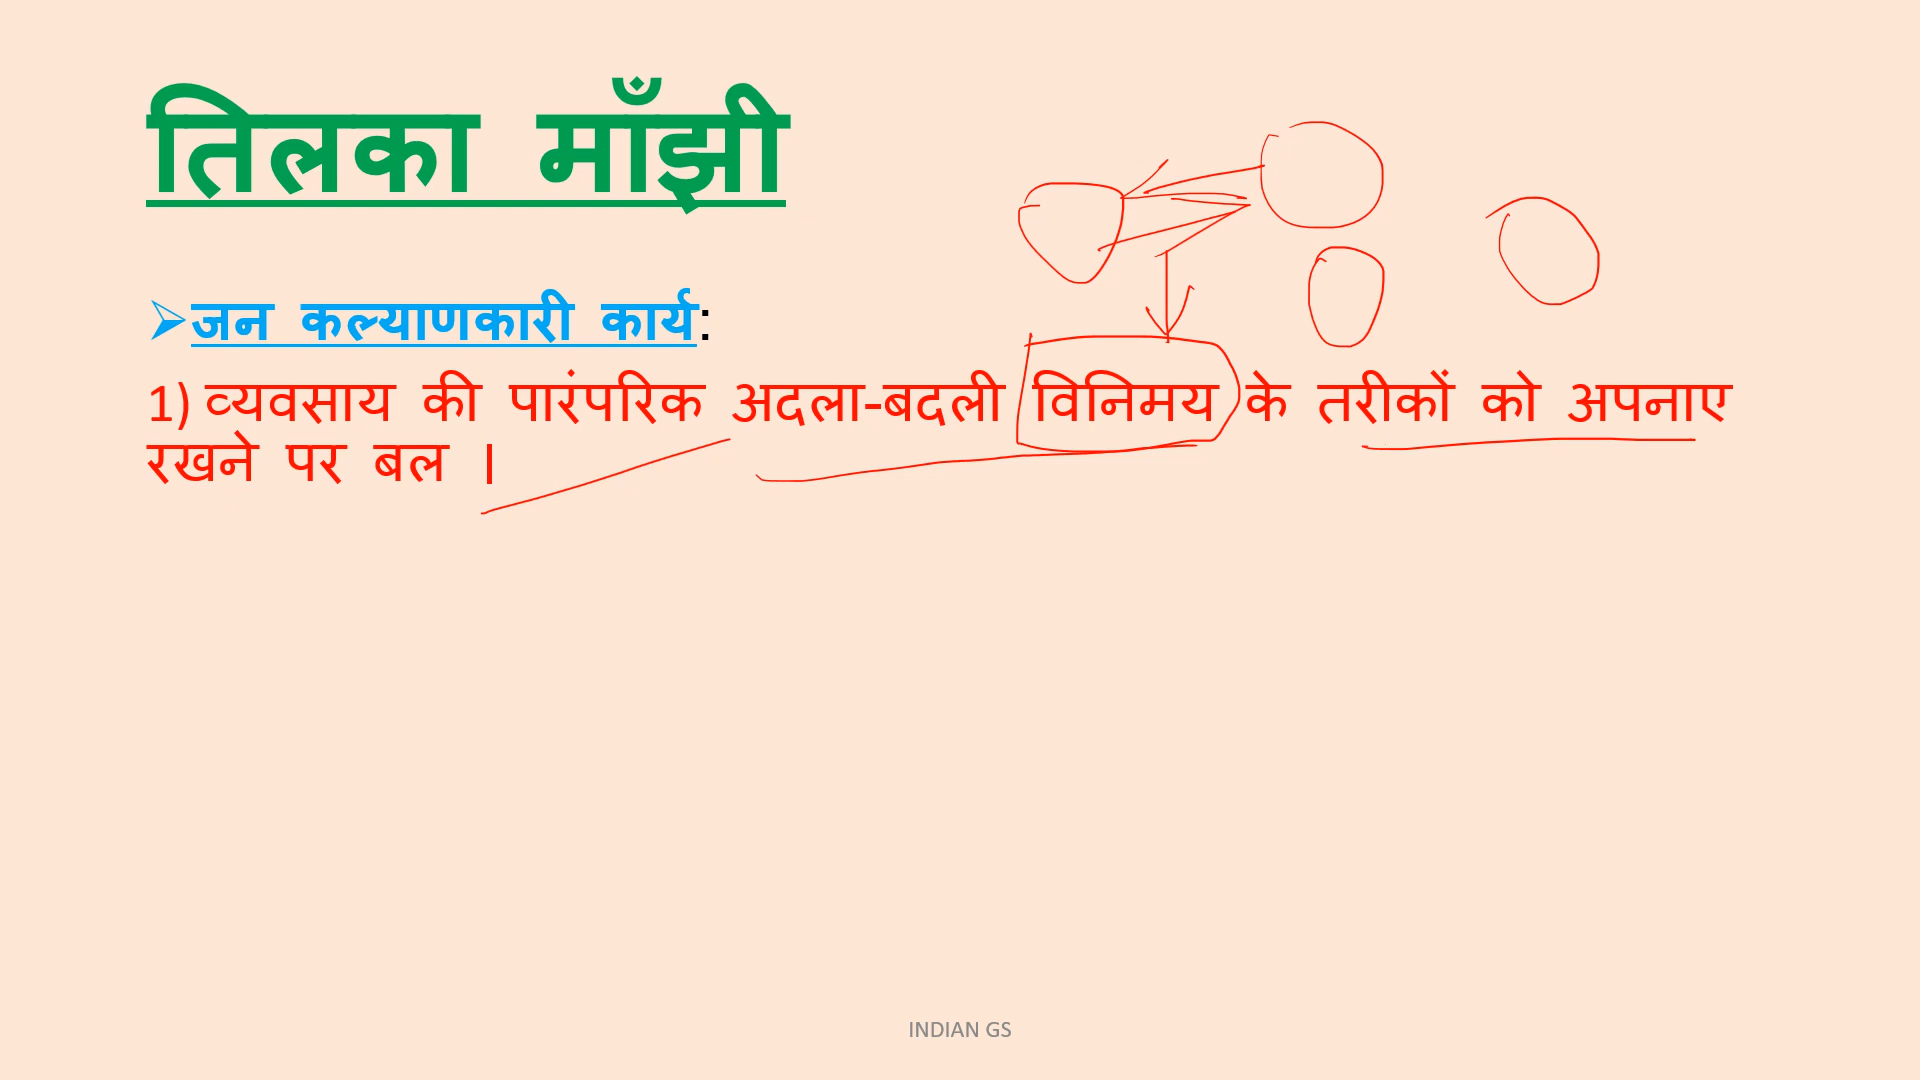 तिलका माँझी
➢जन कल्याणकारी कार्य:
1) व्यवसाय की पारंपरिक अदला-बदली विनिमय के तरीकों को अपनाए
रखने पर बल ।
INDIAN GS